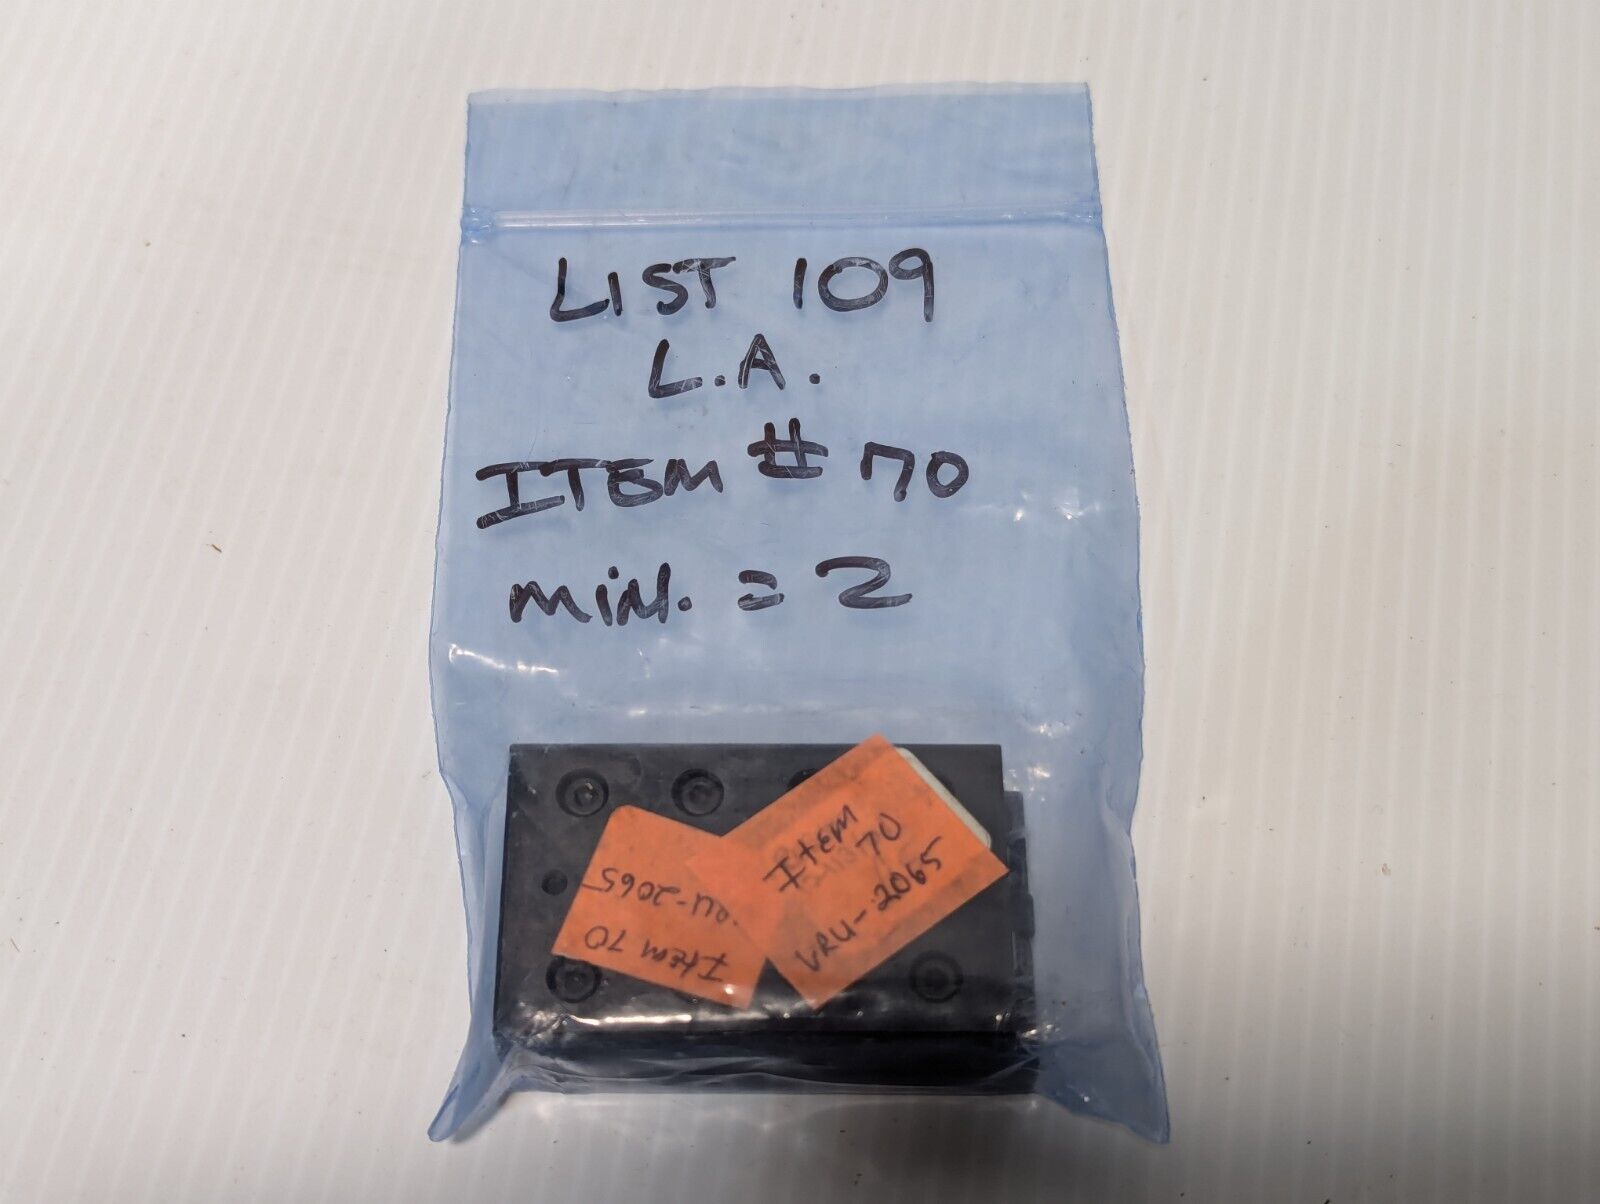 LIST 109
L.A.
ITEM # 70
MIN. = 2
Item 70
VRU-2065
Item 70
-2065